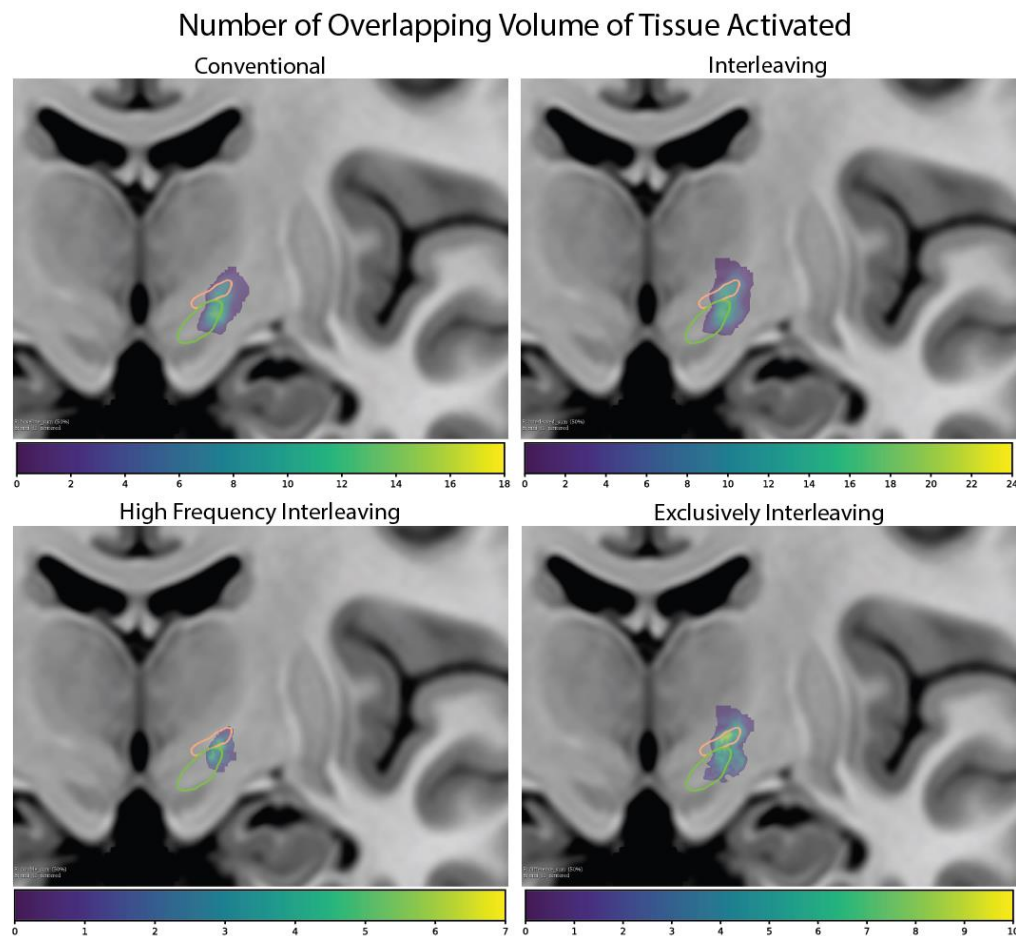 Number of Overlapping Volume of Tissue Activated
Conventional
Interleaving
0 2 4 6 8 10 12 14 16 18
0 2 4 6 8 10 12 14 16 18 20 22 24
High Frequency Interleaving
Exclusively Interleaving
0 1 2 3 4 5 6 7
0 1 2 3 4 5 6 7 8 9 10